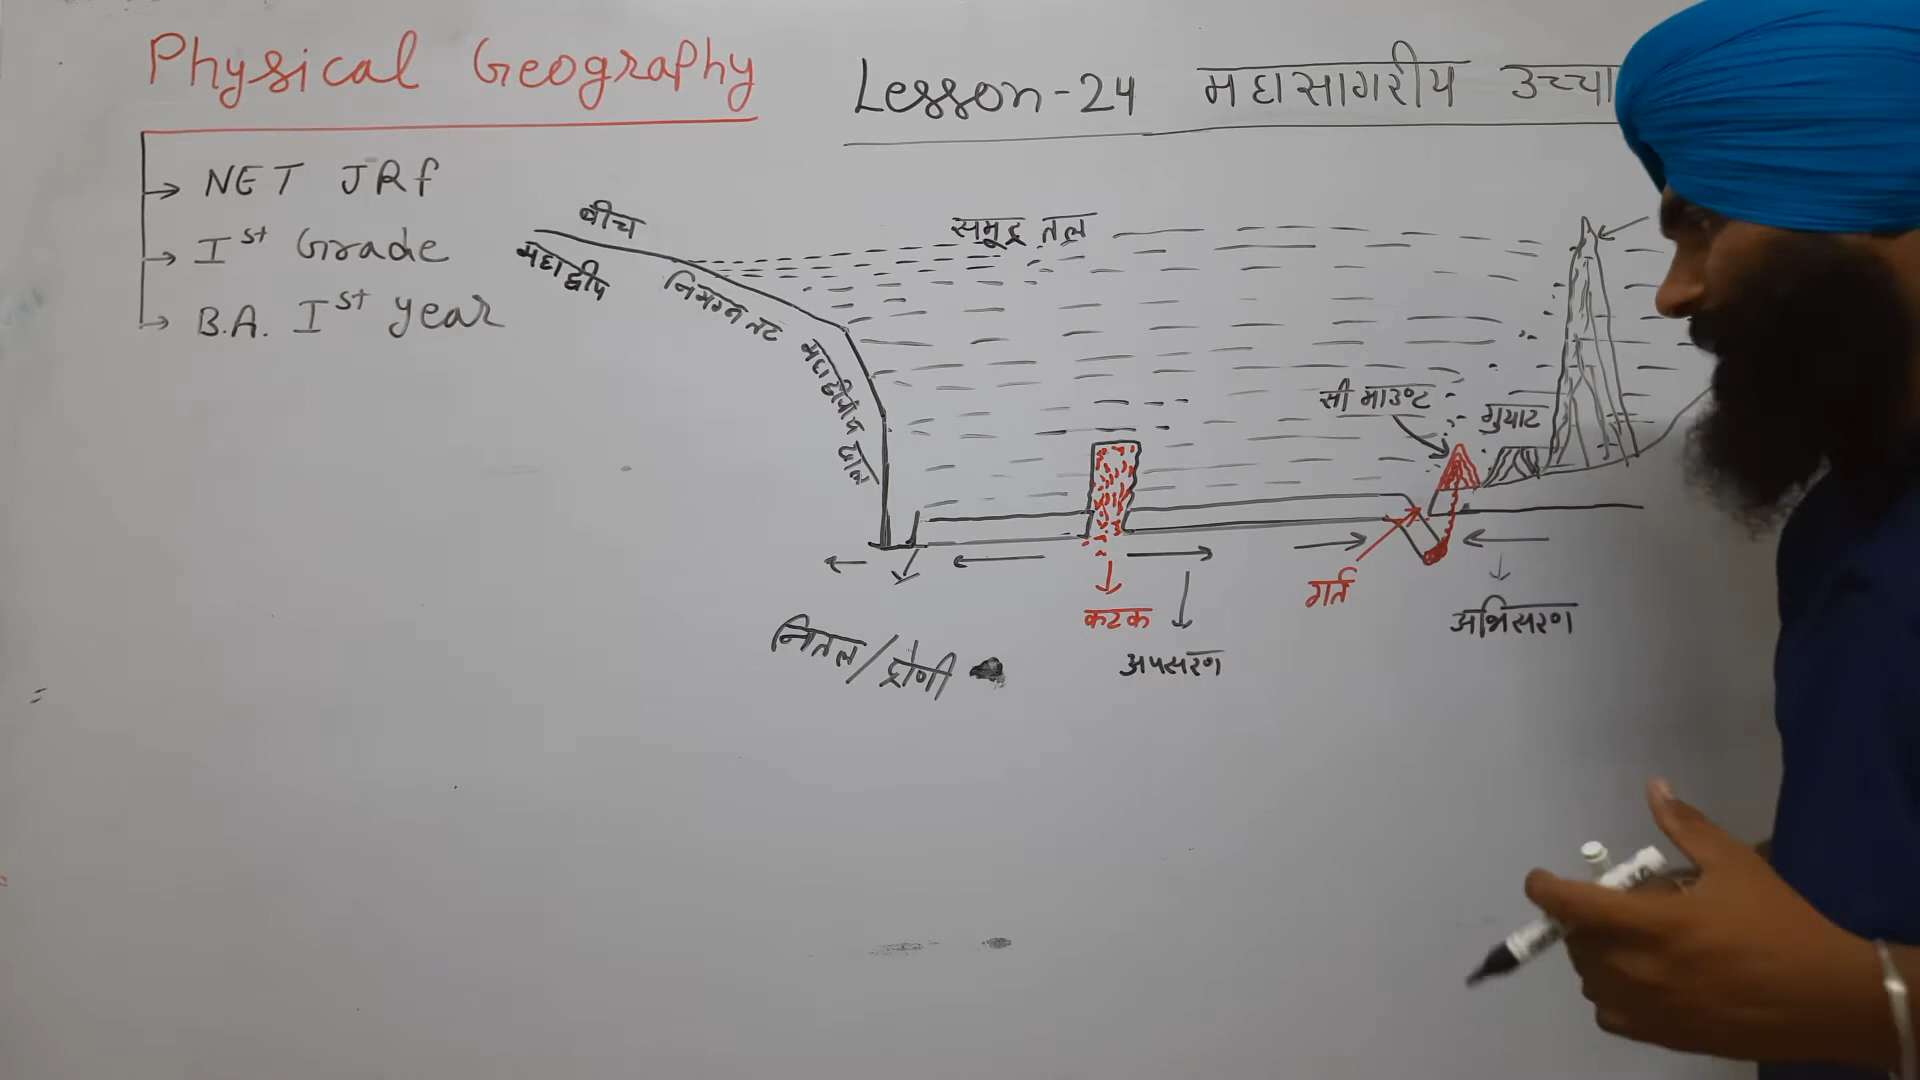 Physical Geography
Lesson-24 महासागरीय उच्चा
NET JRf
Ist Grade
B.A. Ist year
बीच
महाद्वीप
निमग्न तट
महाद्वीपीय ढाल
समुद्र तल
सी माउण्ट
गुयाट
गर्त
कटक
अपसरण
अभिसरण
नितल/द्रोणी